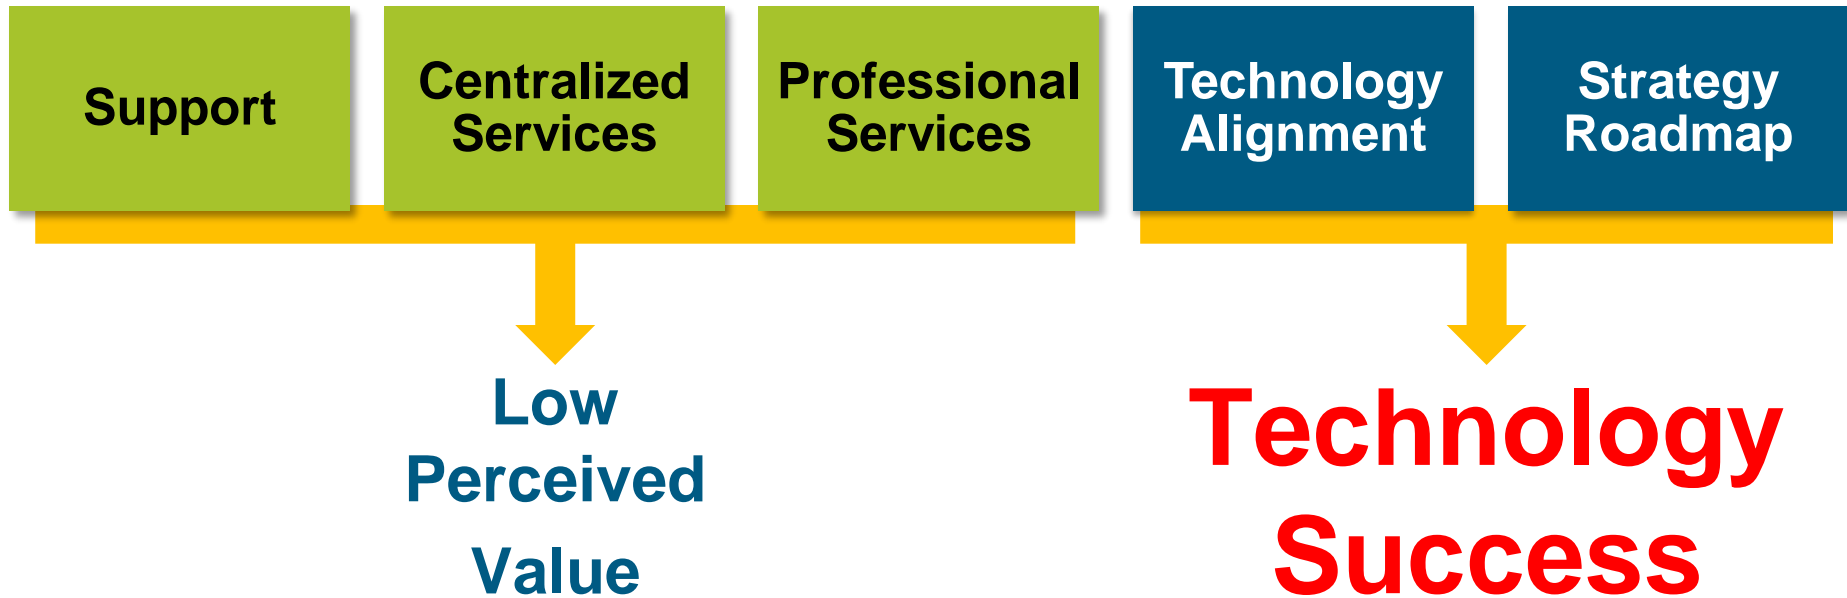 Support
Centralized
Services
Professional
Services
Technology
Alignment
Strategy
Roadmap
Low
Perceived
Value
Technology
Success